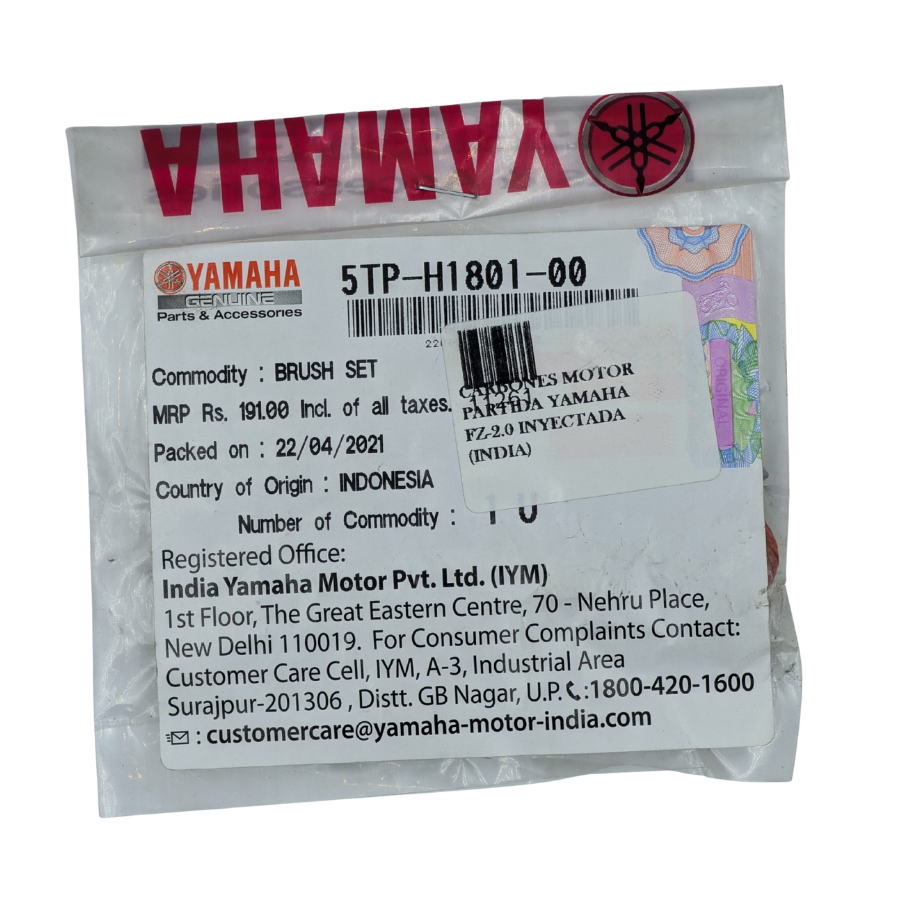 YAMAHA
YAMAHA
GENUINE
Parts & Accessories
5TP-H1801-00
22
Commodity : BRUSH SET
MRP Rs. 191.00 Incl. of all taxes.
Packed on : 22/04/2021
Country of Origin : INDONESIA
Number of Commodity : 1 U
11261
CARBONES MOTOR
PARTIDA YAMAHA
FZ-2.0 INYECTADA
(INDIA)
ORIGINAL
Registered Office:
India Yamaha Motor Pvt. Ltd. (IYM)
1st Floor, The Great Eastern Centre, 70 - Nehru Place,
New Delhi 110019. For Consumer Complaints Contact:
Customer Care Cell, IYM, A-3, Industrial Area
Surajpur-201306 , Distt. GB Nagar, U.P. :1800-420-1600
: customercare@yamaha-motor-india.com